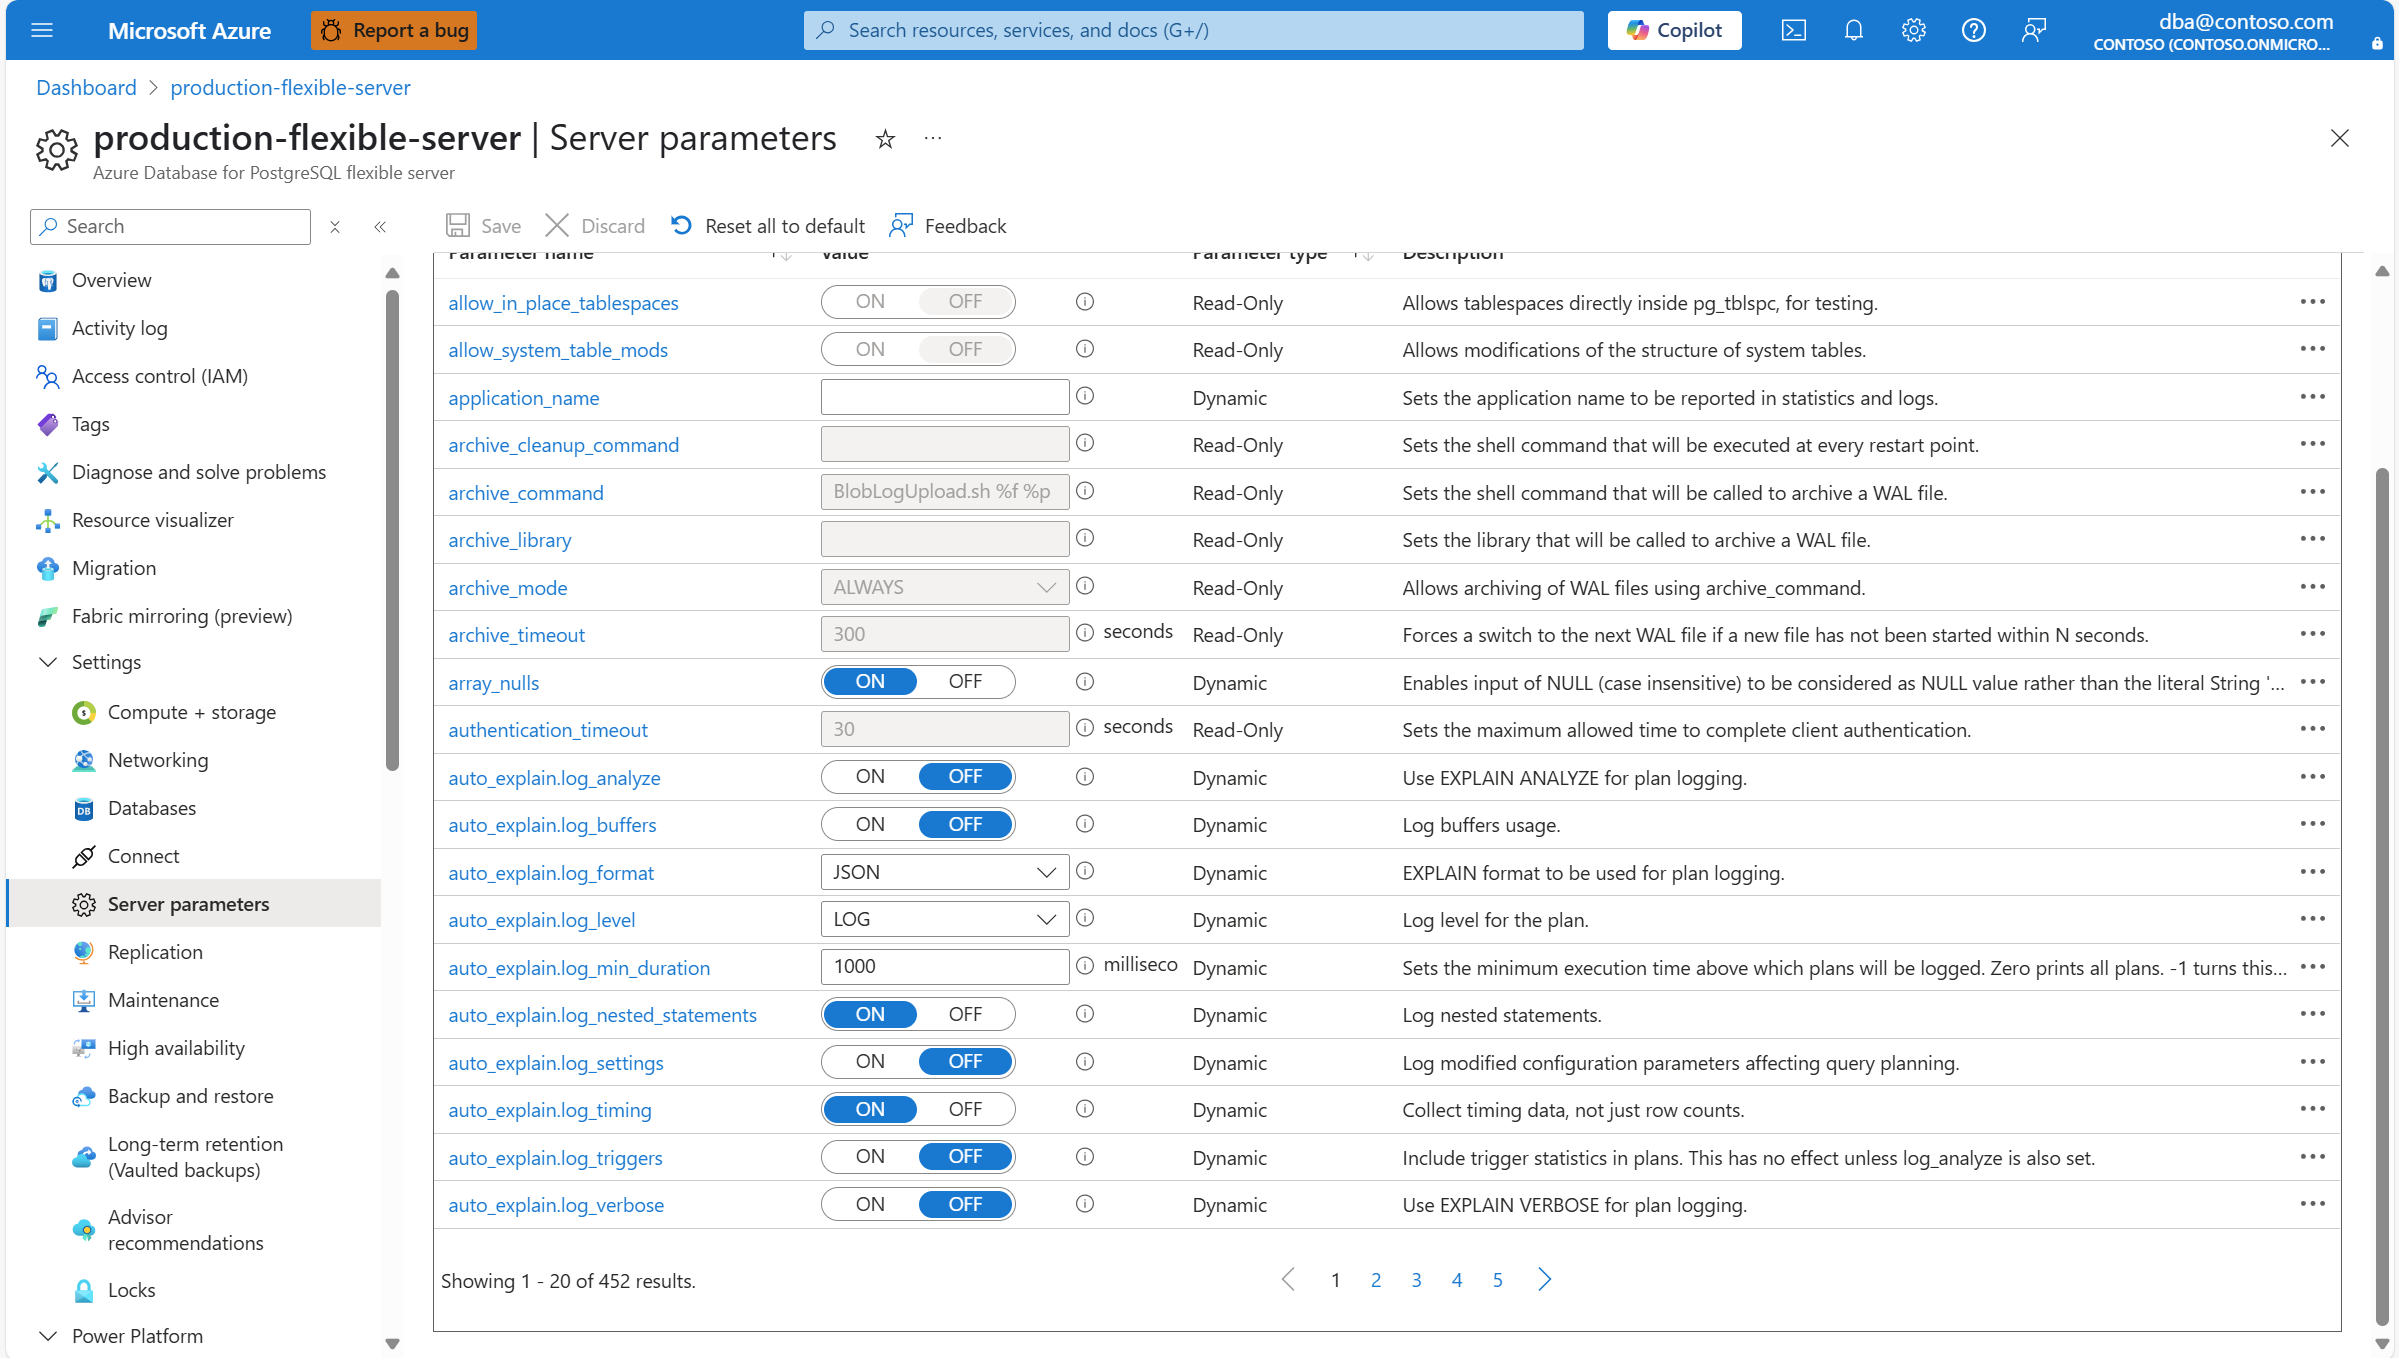 Microsoft Azure
Report a bug
Search resources, services, and docs (G+/)
Copilot
dba@contoso.com
CONTOSO (CONTOSO.ONMICRO...
Dashboard > production-flexible-server
production-flexible-server | Server parameters
Azure Database for PostgreSQL flexible server
Search
Save
Discard
Reset all to default
Feedback
Overview
Activity log
Access control (IAM)
Tags
Diagnose and solve problems
Resource visualizer
Migration
Fabric mirroring (preview)
Settings
Compute + storage
Networking
Databases
Connect
Server parameters
Replication
Maintenance
High availability
Backup and restore
Long-term retention
(Vaulted backups)
Advisor
recommendations
Locks
Power Platform
Parameter name Value Parameter type Description
allow_in_place_tablespaces ON OFF Read-Only Allows tablespaces directly inside pg_tblspc, for testing.
allow_system_table_mods ON OFF Read-Only Allows modifications of the structure of system tables.
application_name Dynamic Sets the application name to be reported in statistics and logs.
archive_cleanup_command Read-Only Sets the shell command that will be executed at every restart point.
archive_command BlobLogUpload.sh %f %p Read-Only Sets the shell command that will be called to archive a WAL file.
archive_library Read-Only Sets the library that will be called to archive a WAL file.
archive_mode ALWAYS Read-Only Allows archiving of WAL files using archive_command.
archive_timeout 300 seconds Read-Only Forces a switch to the next WAL file if a new file has not been started within N seconds.
array_nulls ON OFF Dynamic Enables input of NULL (case insensitive) to be considered as NULL value rather than the literal String '...
authentication_timeout 30 seconds Read-Only Sets the maximum allowed time to complete client authentication.
auto_explain.log_analyze ON OFF Dynamic Use EXPLAIN ANALYZE for plan logging.
auto_explain.log_buffers ON OFF Dynamic Log buffers usage.
auto_explain.log_format JSON Dynamic EXPLAIN format to be used for plan logging.
auto_explain.log_level LOG Dynamic Log level for the plan.
auto_explain.log_min_duration 1000 milliseco Dynamic Sets the minimum execution time above which plans will be logged. Zero prints all plans. -1 turns this...
auto_explain.log_nested_statements ON OFF Dynamic Log nested statements.
auto_explain.log_settings ON OFF Dynamic Log modified configuration parameters affecting query planning.
auto_explain.log_timing ON OFF Dynamic Collect timing data, not just row counts.
auto_explain.log_triggers ON OFF Dynamic Include trigger statistics in plans. This has no effect unless log_analyze is also set.
auto_explain.log_verbose ON OFF Dynamic Use EXPLAIN VERBOSE for plan logging.
Showing 1 - 20 of 452 results.
1 2 3 4 5